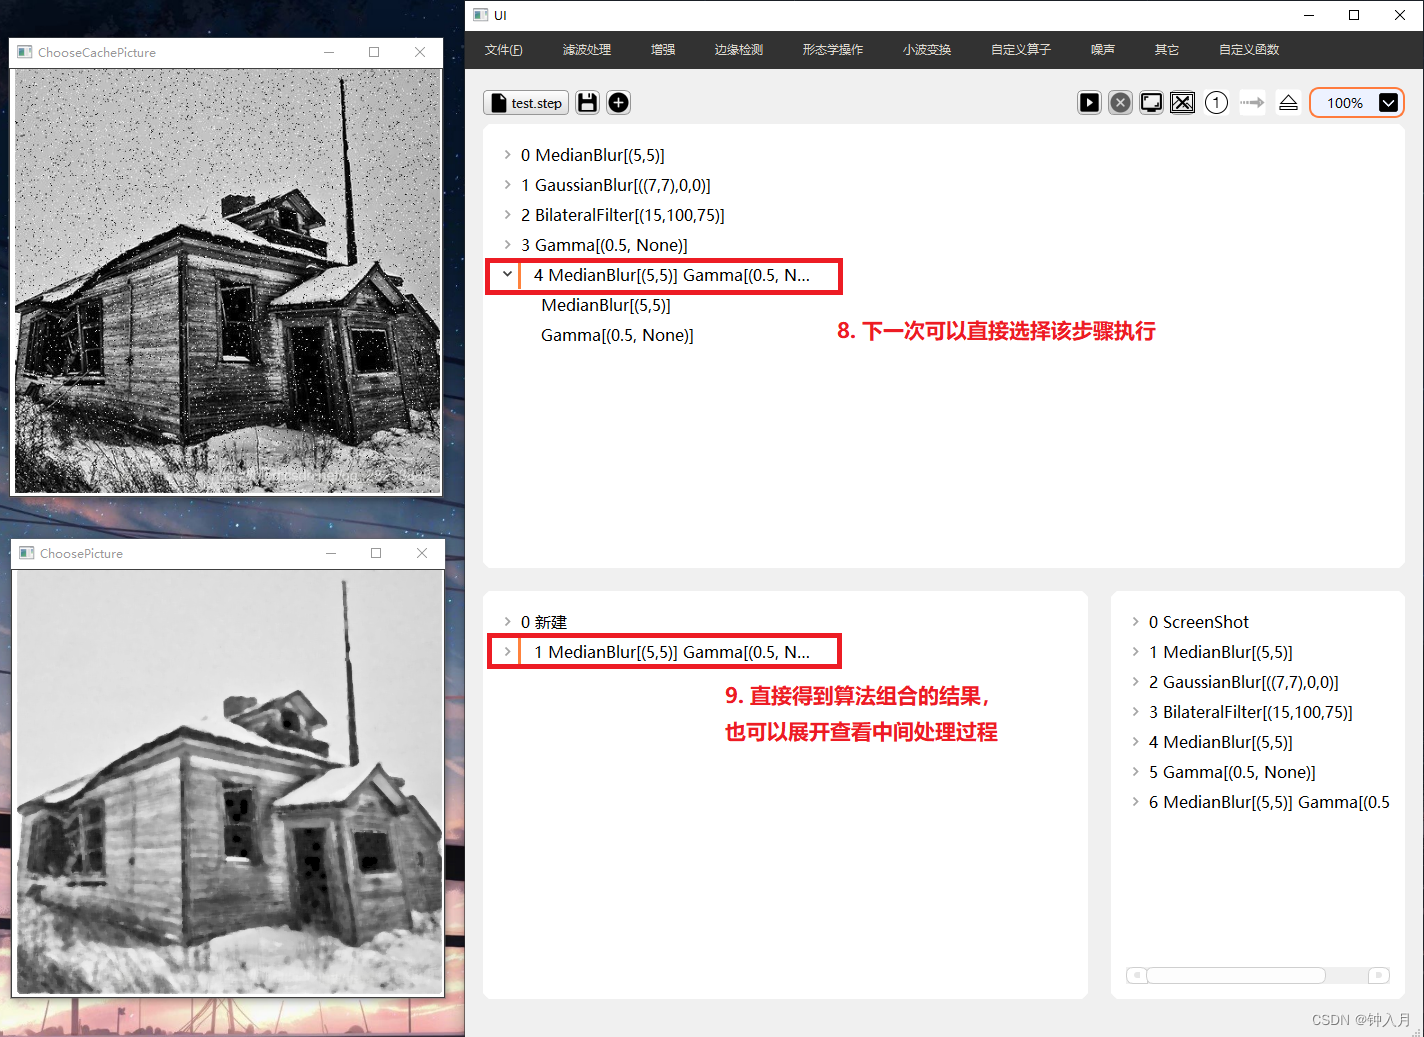 ChooseCachePicture
ChoosePicture
UI
文件(F) 滤波处理 增强 边缘检测 形态学操作 小波变换 自定义算子 噪声 其它 自定义函数
test.step
1
100%
0 MedianBlur[(5,5)]
1 GaussianBlur[((7,7),0,0)]
2 BilateralFilter[(15,100,75)]
3 Gamma[(0.5, None)]
4 MedianBlur[(5,5)] Gamma[(0.5, N...
MedianBlur[(5,5)]
Gamma[(0.5, None)]
8. 下一次可以直接选择该步骤执行
0 新建
1 MedianBlur[(5,5)] Gamma[(0.5, N...
9. 直接得到算法组合的结果，
也可以展开查看中间处理过程
0 ScreenShot
1 MedianBlur[(5,5)]
2 GaussianBlur[((7,7),0,0)]
3 BilateralFilter[(15,100,75)]
4 MedianBlur[(5,5)]
5 Gamma[(0.5, None)]
6 MedianBlur[(5,5)] Gamma[(0.5
CSDN @钟入月